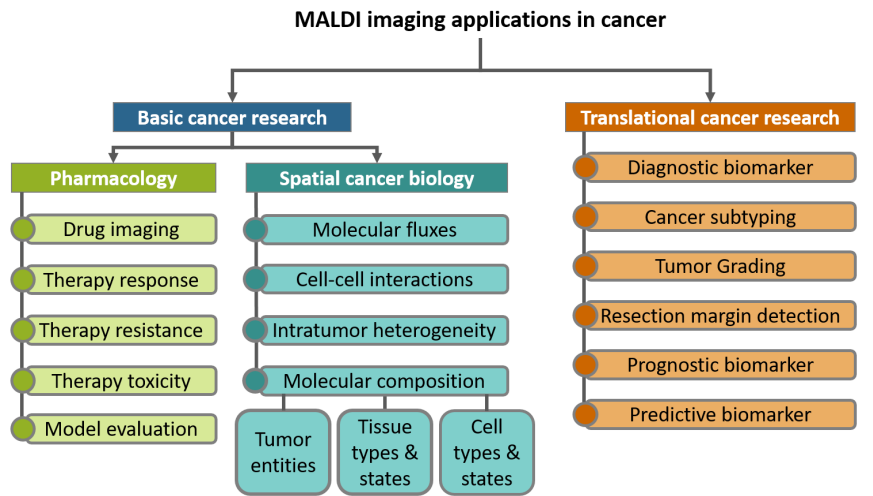 MALDI imaging applications in cancer
Basic cancer research
Pharmacology
Drug imaging
Therapy response
Therapy resistance
Therapy toxicity
Model evaluation
Spatial cancer biology
Molecular fluxes
Cell-cell interactions
Intratumor heterogeneity
Molecular composition
Tumor
entities
Tissue
types &
states
Cell
types &
states
Translational cancer research
Diagnostic biomarker
Cancer subtyping
Tumor Grading
Resection margin detection
Prognostic biomarker
Predictive biomarker